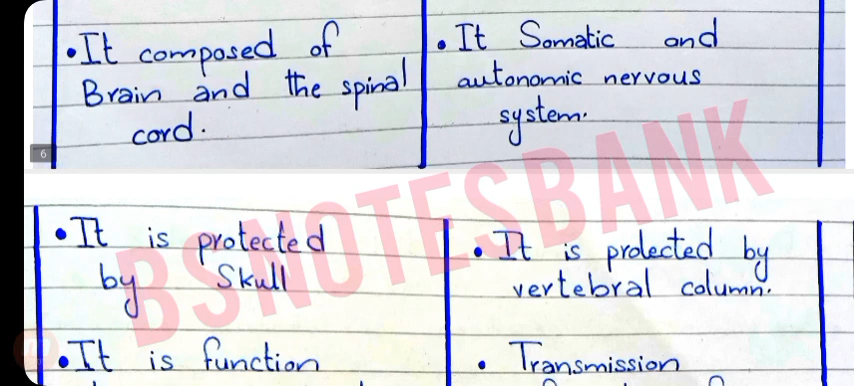 •It composed of
Brain and the spinal
cord.
• It Somatic and
autonomic nervous
system.
6
•It is protected
by Skull
• It is protected by
vertebral column.
•It is function
• Transmission
BSNOTESBANK